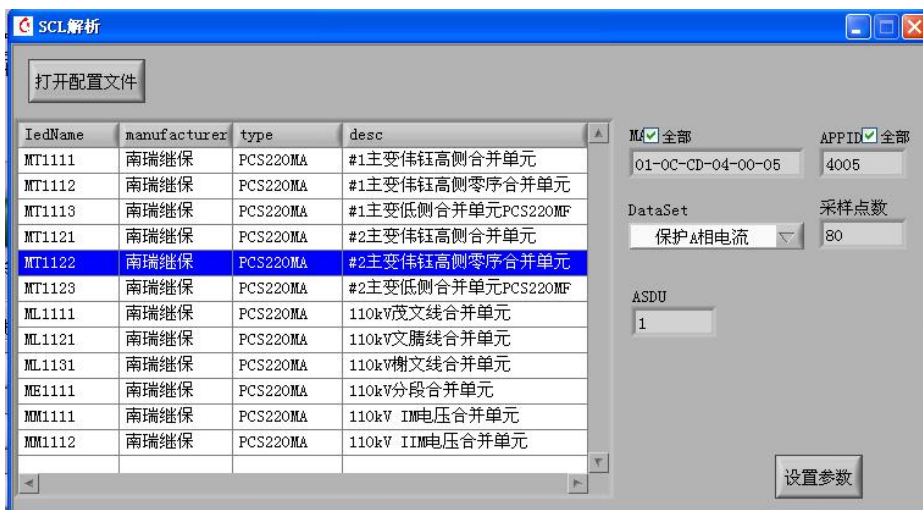 SCL解析
打开配置文件
IedName manufacturer type desc
MT1111 南瑞继保 PCS220MA #1主变伟钰高侧合并单元
MT1112 南瑞继保 PCS220MA #1主变伟钰高侧零序合并单元
MT1113 南瑞继保 PCS220MA #1主变低侧合并单元PCS220MF
MT1121 南瑞继保 PCS220MA #2主变伟钰高侧合并单元
MT1122 南瑞继保 PCS220MA #2主变伟钰高侧零序合并单元
MT1123 南瑞继保 PCS220MA #2主变低侧合并单元PCS220MF
ML1111 南瑞继保 PCS220MA 110kV茂文线合并单元
ML1121 南瑞继保 PCS220MA 110kV文腈线合并单元
ML1131 南瑞继保 PCS220MA 110kV榭文线合并单元
ME1111 南瑞继保 PCS220MA 110kV分段合并单元
MM1111 南瑞继保 PCS220MA 110kV IM电压合并单元
MM1112 南瑞继保 PCS220MA 110kV IIM电压合并单元
全部
APPID 全部
01-0C-CD-04-00-05
4005
DataSet
采样点数
保护A相电流
80
ASDU
1
设置参数